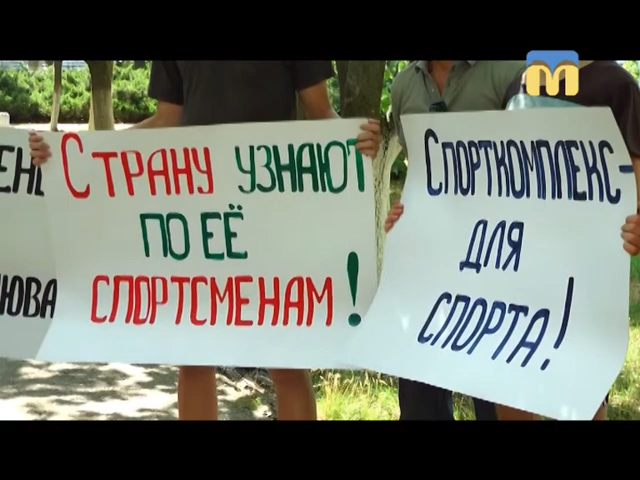 СТРАНУ УЗНАЮТ
ПО ЕЁ
СПОРТСМЕНАМ!
СПОРТКОМПЛЕКС-
ДЛЯ
СПОРТА!